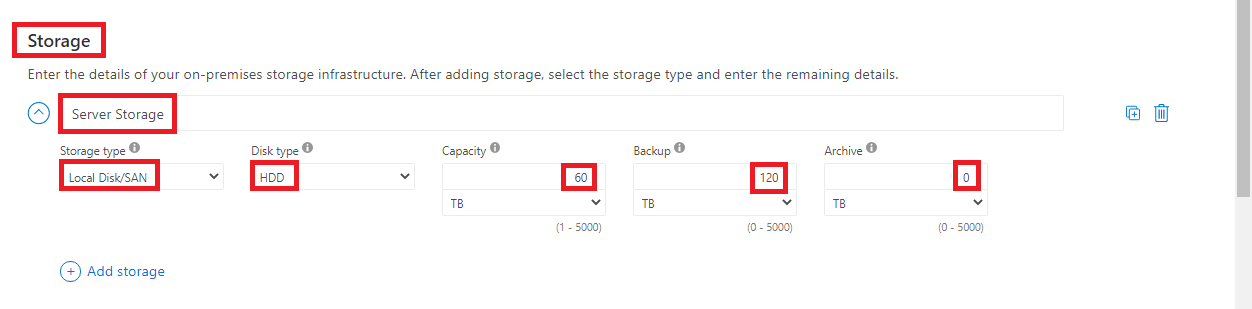 Storage
Enter the details of your on-premises storage infrastructure. After adding storage, select the storage type and enter the remaining details.
Server Storage
Storage type Disk type Capacity Backup Archive
Local Disk/SAN HDD 60 120 0
TB TB TB
(1 - 5000) (0 - 5000) (0 - 5000)
Add storage